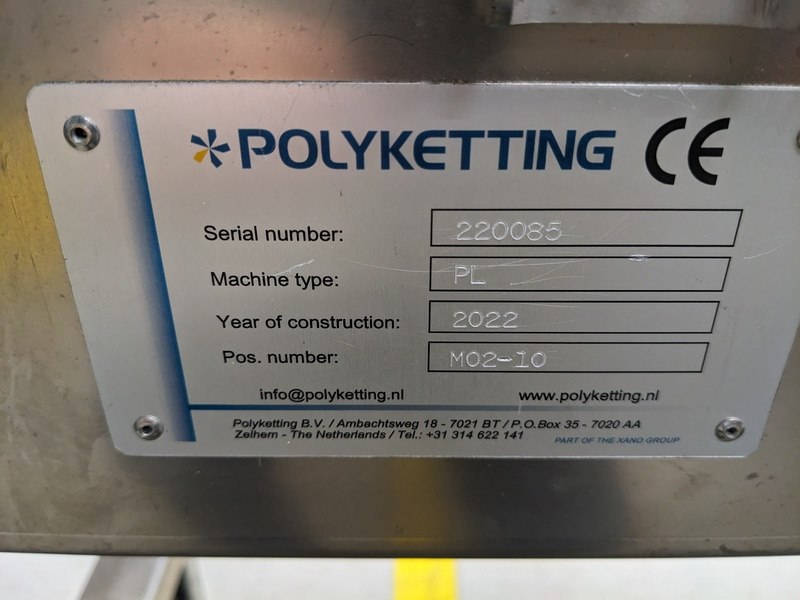 POLYKETTING CE
Serial number: 220085
Machine type: PL
Year of construction: 2022
Pos. number: M02-10
info@polyketting.nl www.polyketting.nl
Polyketting B.V. / Ambachtsweg 18 - 7021 BT / P.O.Box 35 - 7020 AA
Zelhem - The Netherlands / Tel.: +31 314 622 141
PART OF THE XANO GROUP